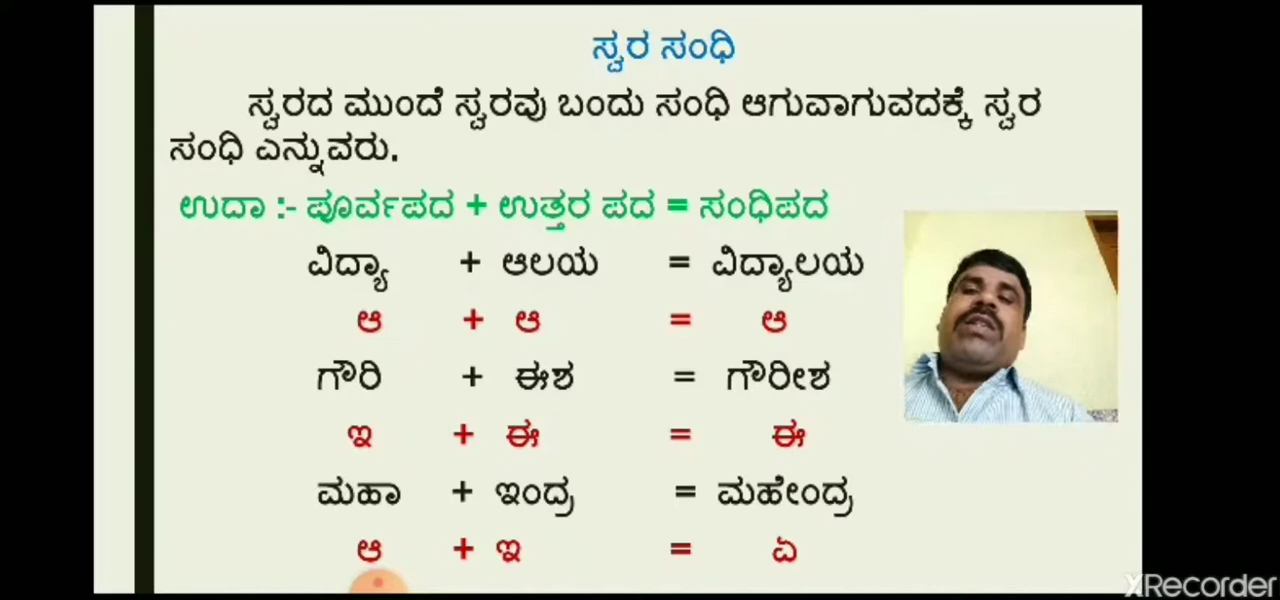 ಸ್ವರ ಸಂಧಿ
ಸ್ವರದ ಮುಂದೆ ಸ್ವರವು ಬಂದು ಸಂಧಿ ಆಗುವಾಗುವದಕ್ಕೆ ಸ್ವರ
ಸಂಧಿ ಎನ್ನುವರು.
ಉದಾ :- ಪೂರ್ವಪದ + ಉತ್ತರ ಪದ = ಸಂಧಿಪದ
ವಿದ್ಯಾ + ಆಲಯ = ವಿದ್ಯಾಲಯ
ಆ + ಆ = ಆ
ಗೌರಿ + ಈಶ = ಗೌರೀಶ
ಇ + ಈ = ಈ
ಮಹಾ + ಇಂದ್ರ = ಮಹೇಂದ್ರ
ಆ + ಇ = ಏ
XRecorder